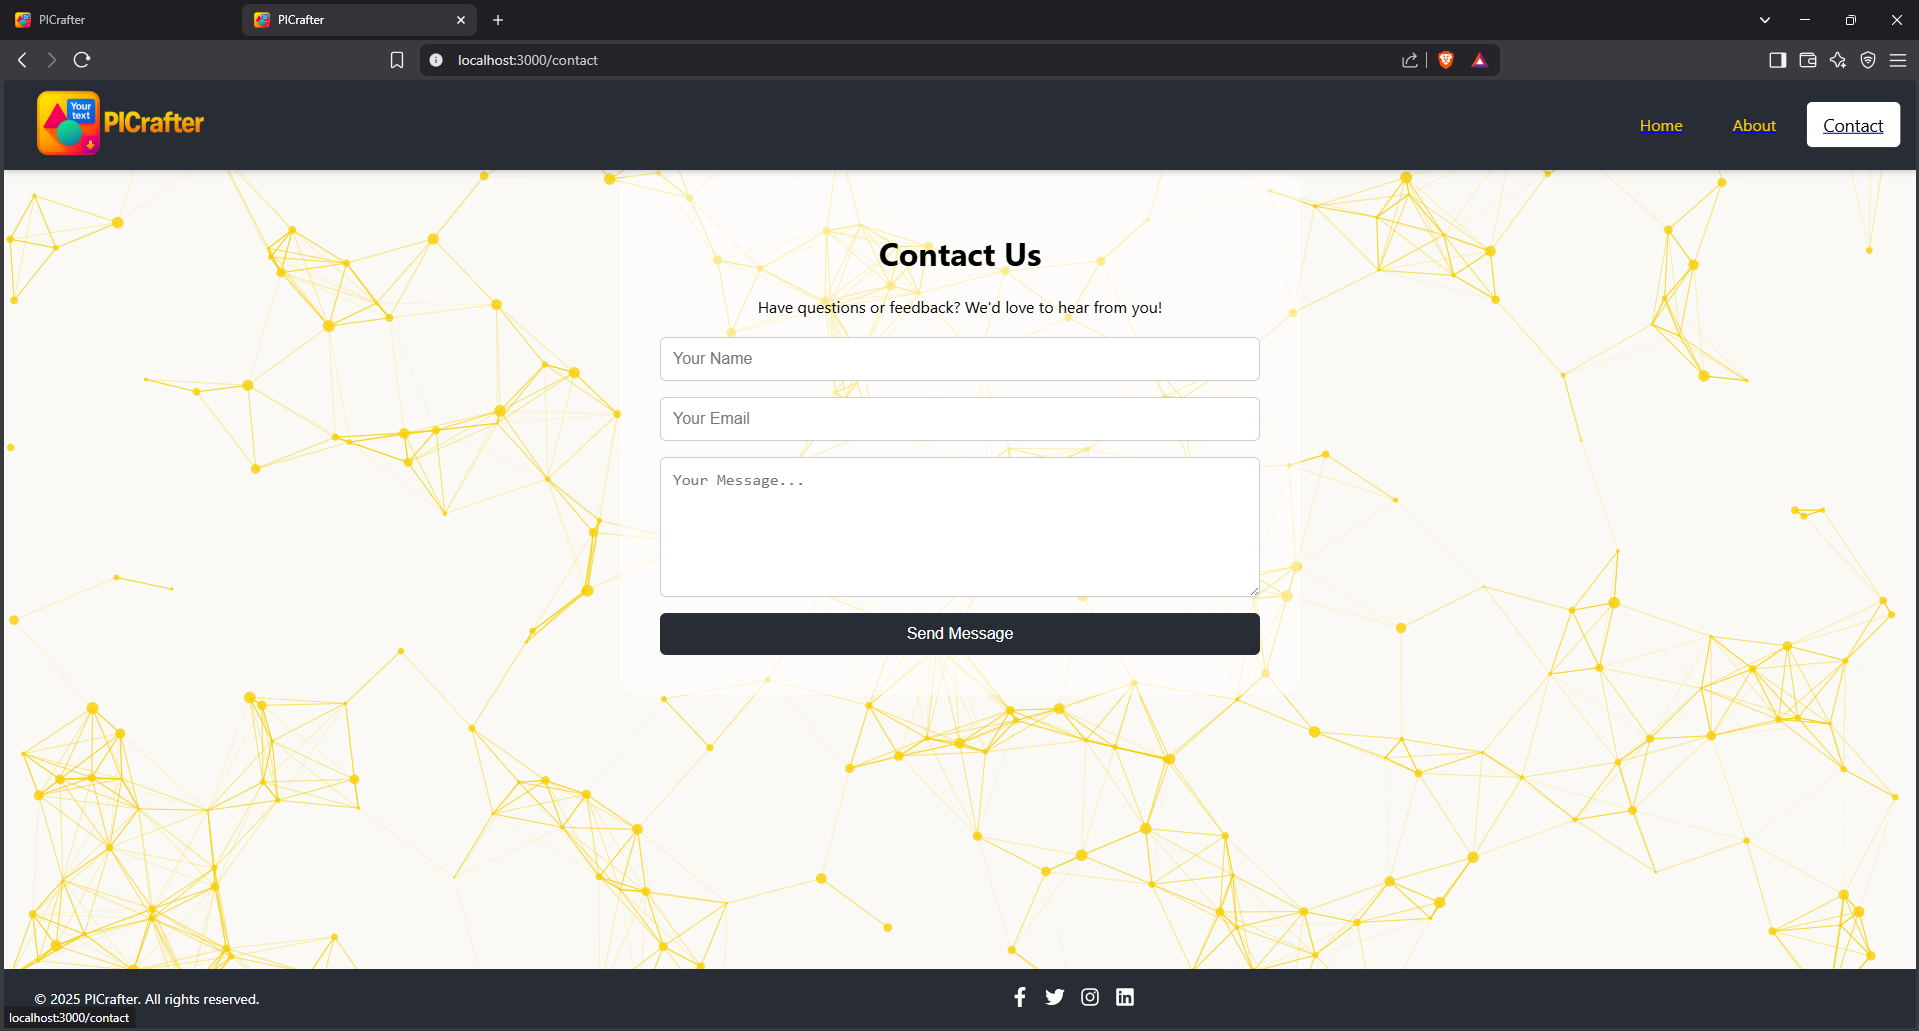 PICrafter
PICrafter
localhost:3000/contact
Your
text
PICrafter
Home
About
Contact
Contact Us
Have questions or feedback? We'd love to hear from you!
Your Name
Your Email
Your Message...
Send Message
© 2025 PICrafter. All rights reserved.
localhost:3000/contact